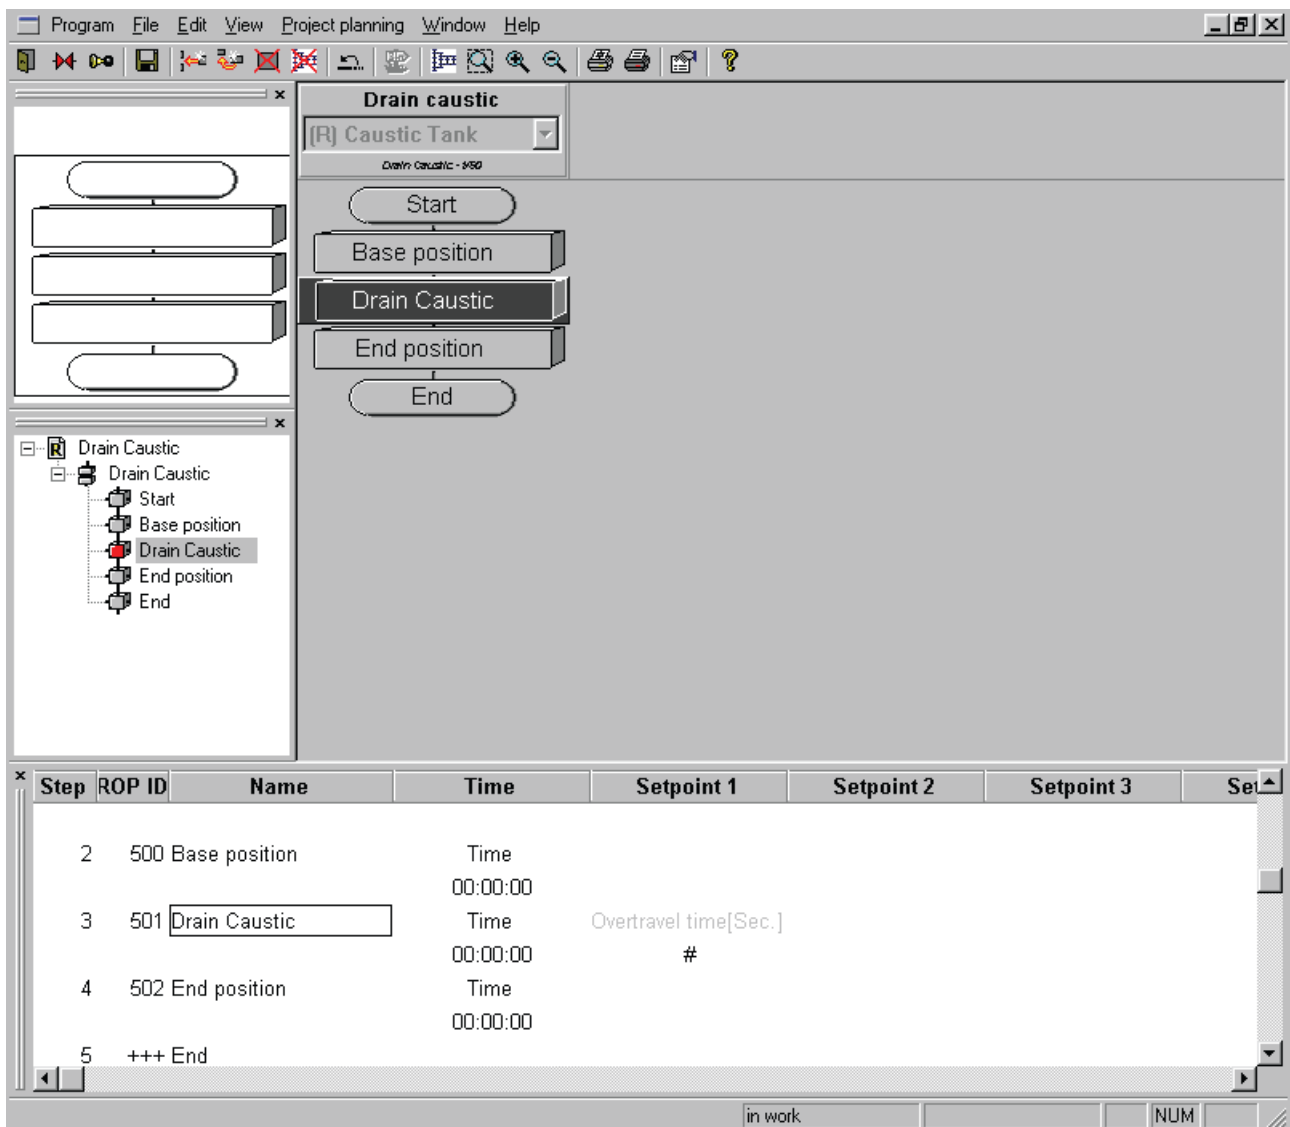 Program File Edit View Project planning Window Help
Drain caustic
(R) Caustic Tank
Start
Base position
Drain Caustic
End position
End
Drain Caustic
Drain Caustic
Start
Base position
Drain Caustic
End position
End
Step ROP ID Name Time Setpoint 1 Setpoint 2 Setpoint 3 Set
2 500 Base position Time
00:00:00
3 501 Drain Caustic Time Overtravel time[Sec.]
00:00:00 #
4 502 End position Time
00:00:00
5 +++ End
in work NUM